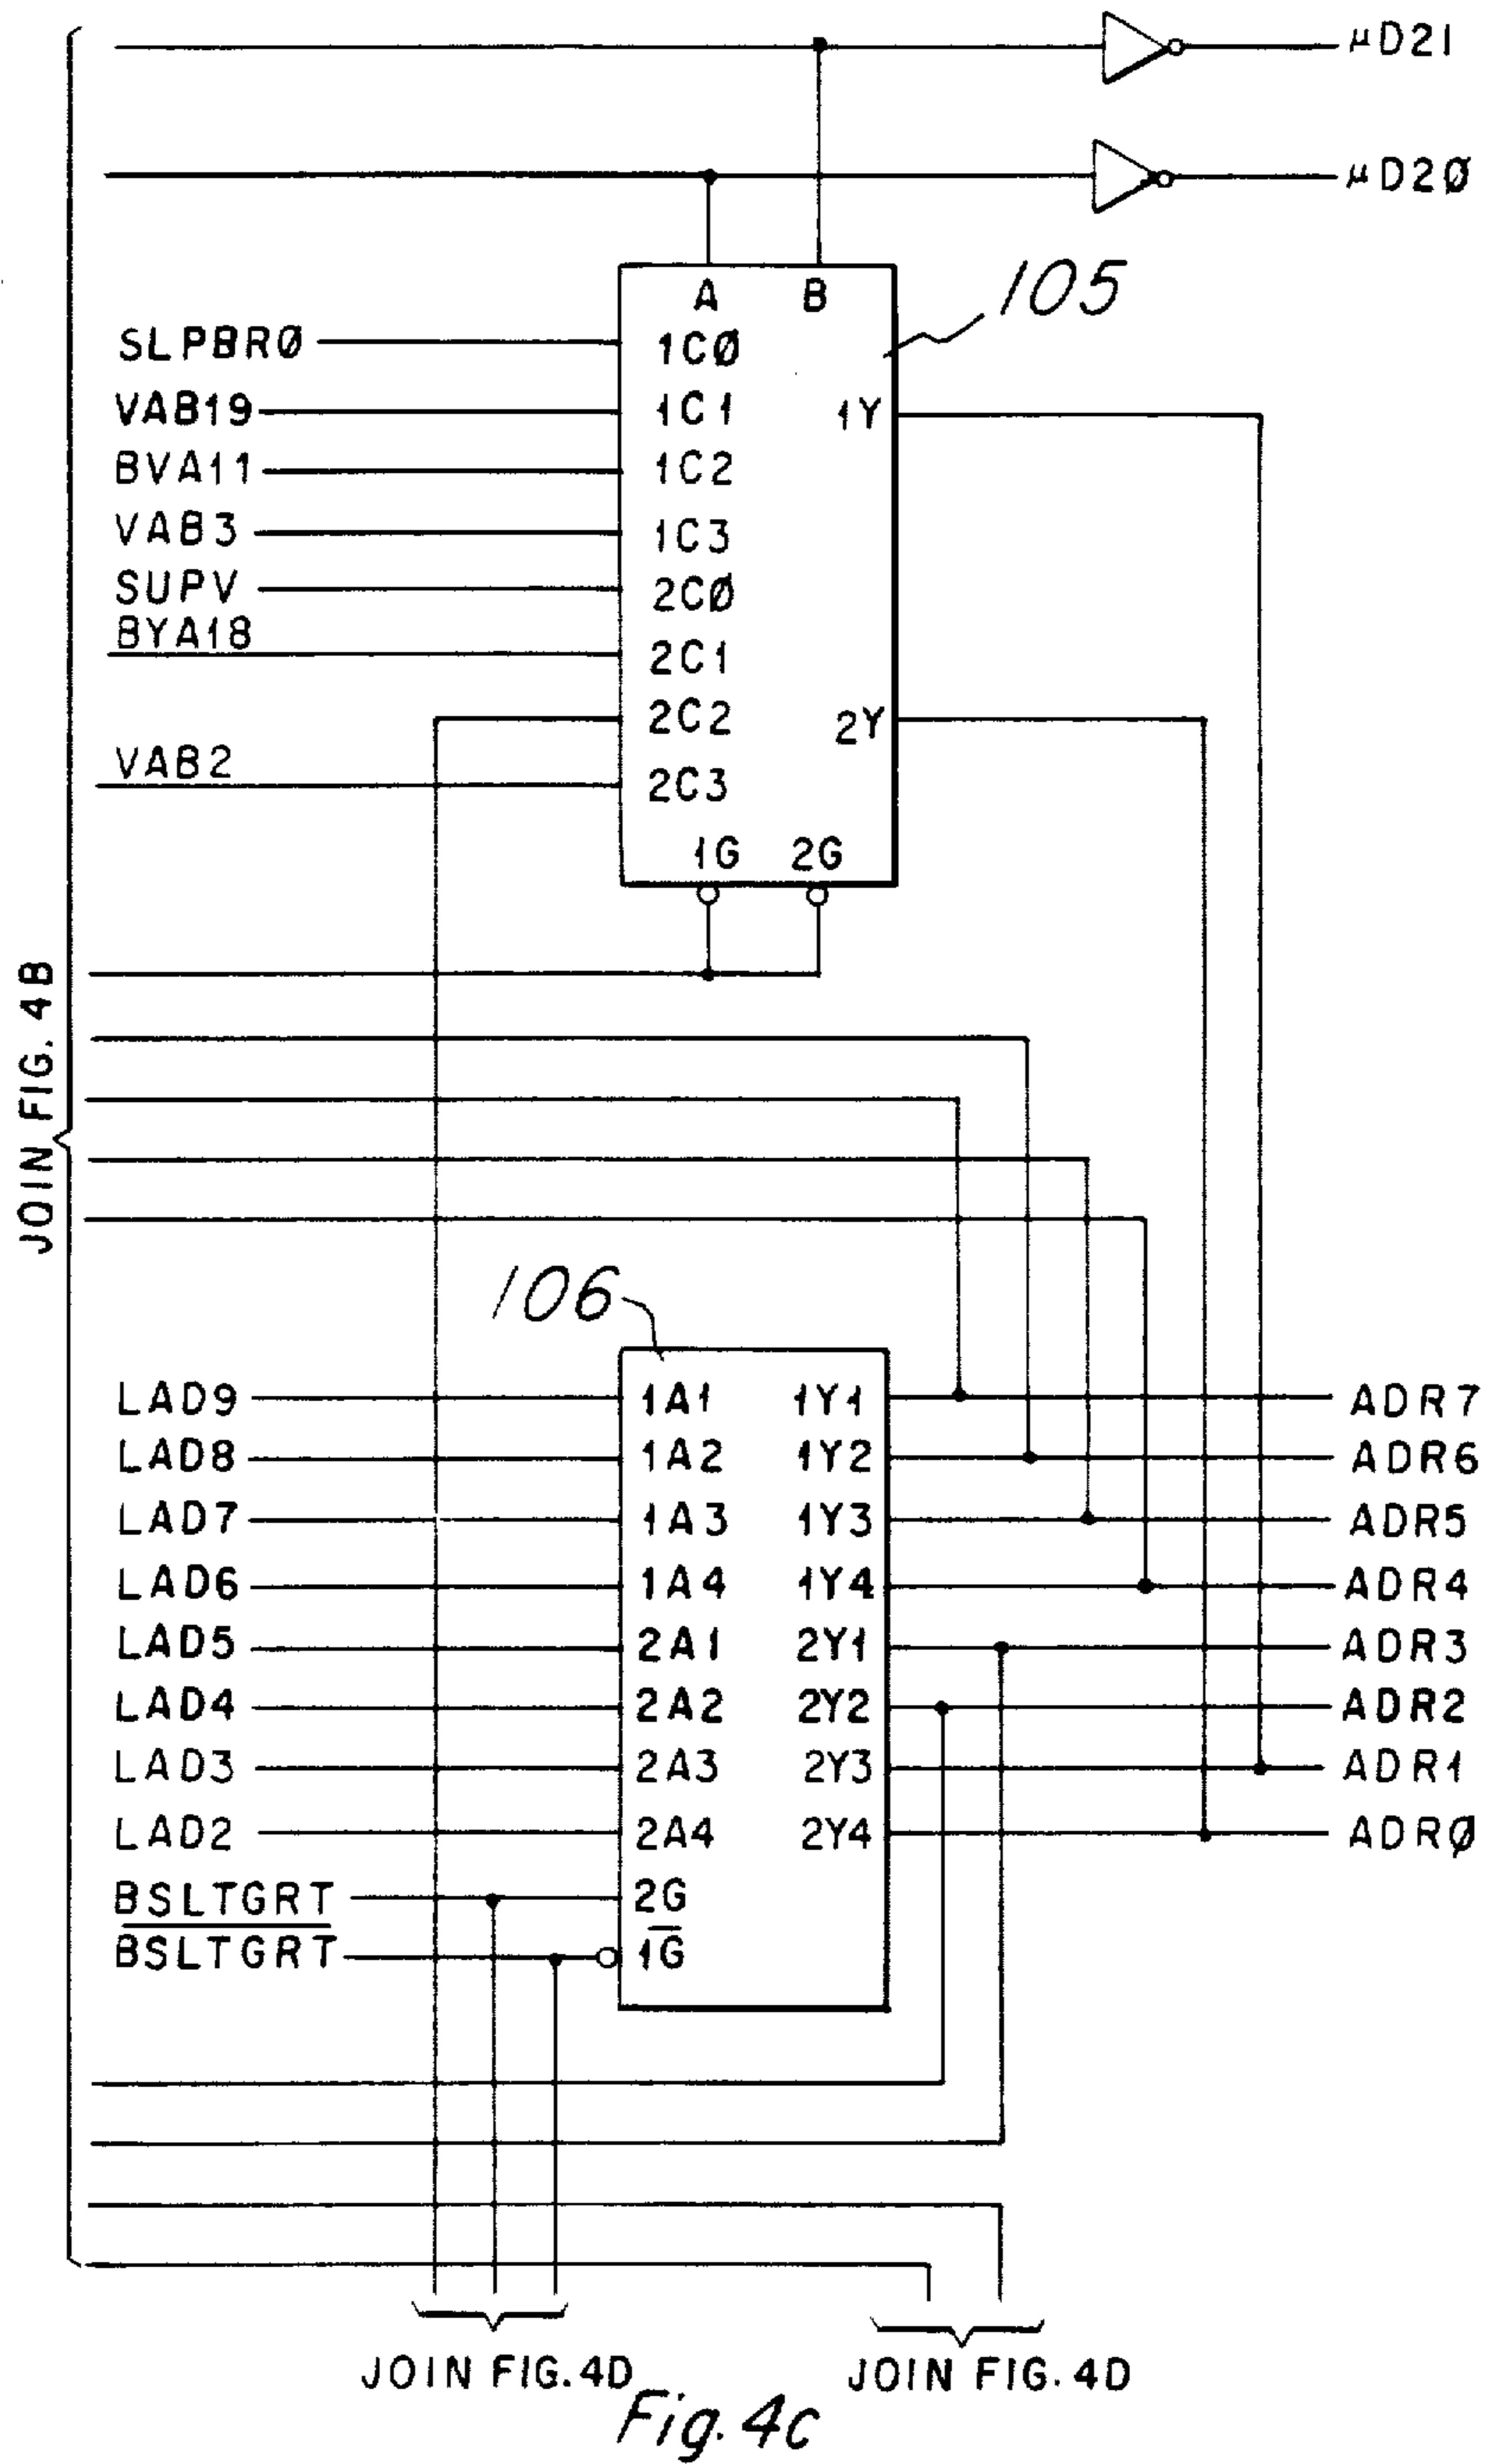 µD21
µD2Ø
105
A B
SLPBRØ 1CØ
VAB19 1C1 1Y
BVA11 1C2
VAB3 1C3
SUPV 2CØ
BYA18 2C1
2C2 2Y
VAB2 2C3
1G 2G
JOIN FIG. 4B
106
LAD9 1A1 1Y1 ADR7
LAD8 1A2 1Y2 ADR6
LAD7 1A3 1Y3 ADR5
LAD6 1A4 1Y4 ADR4
LAD5 2A1 2Y1 ADR3
LAD4 2A2 2Y2 ADR2
LAD3 2A3 2Y3 ADR1
LAD2 2A4 2Y4 ADRØ
BSLTGRT 2G
B̅S̅L̅T̅G̅R̅T̅ 1G̅
JOIN FIG. 4D JOIN FIG. 4D
Fig. 4c